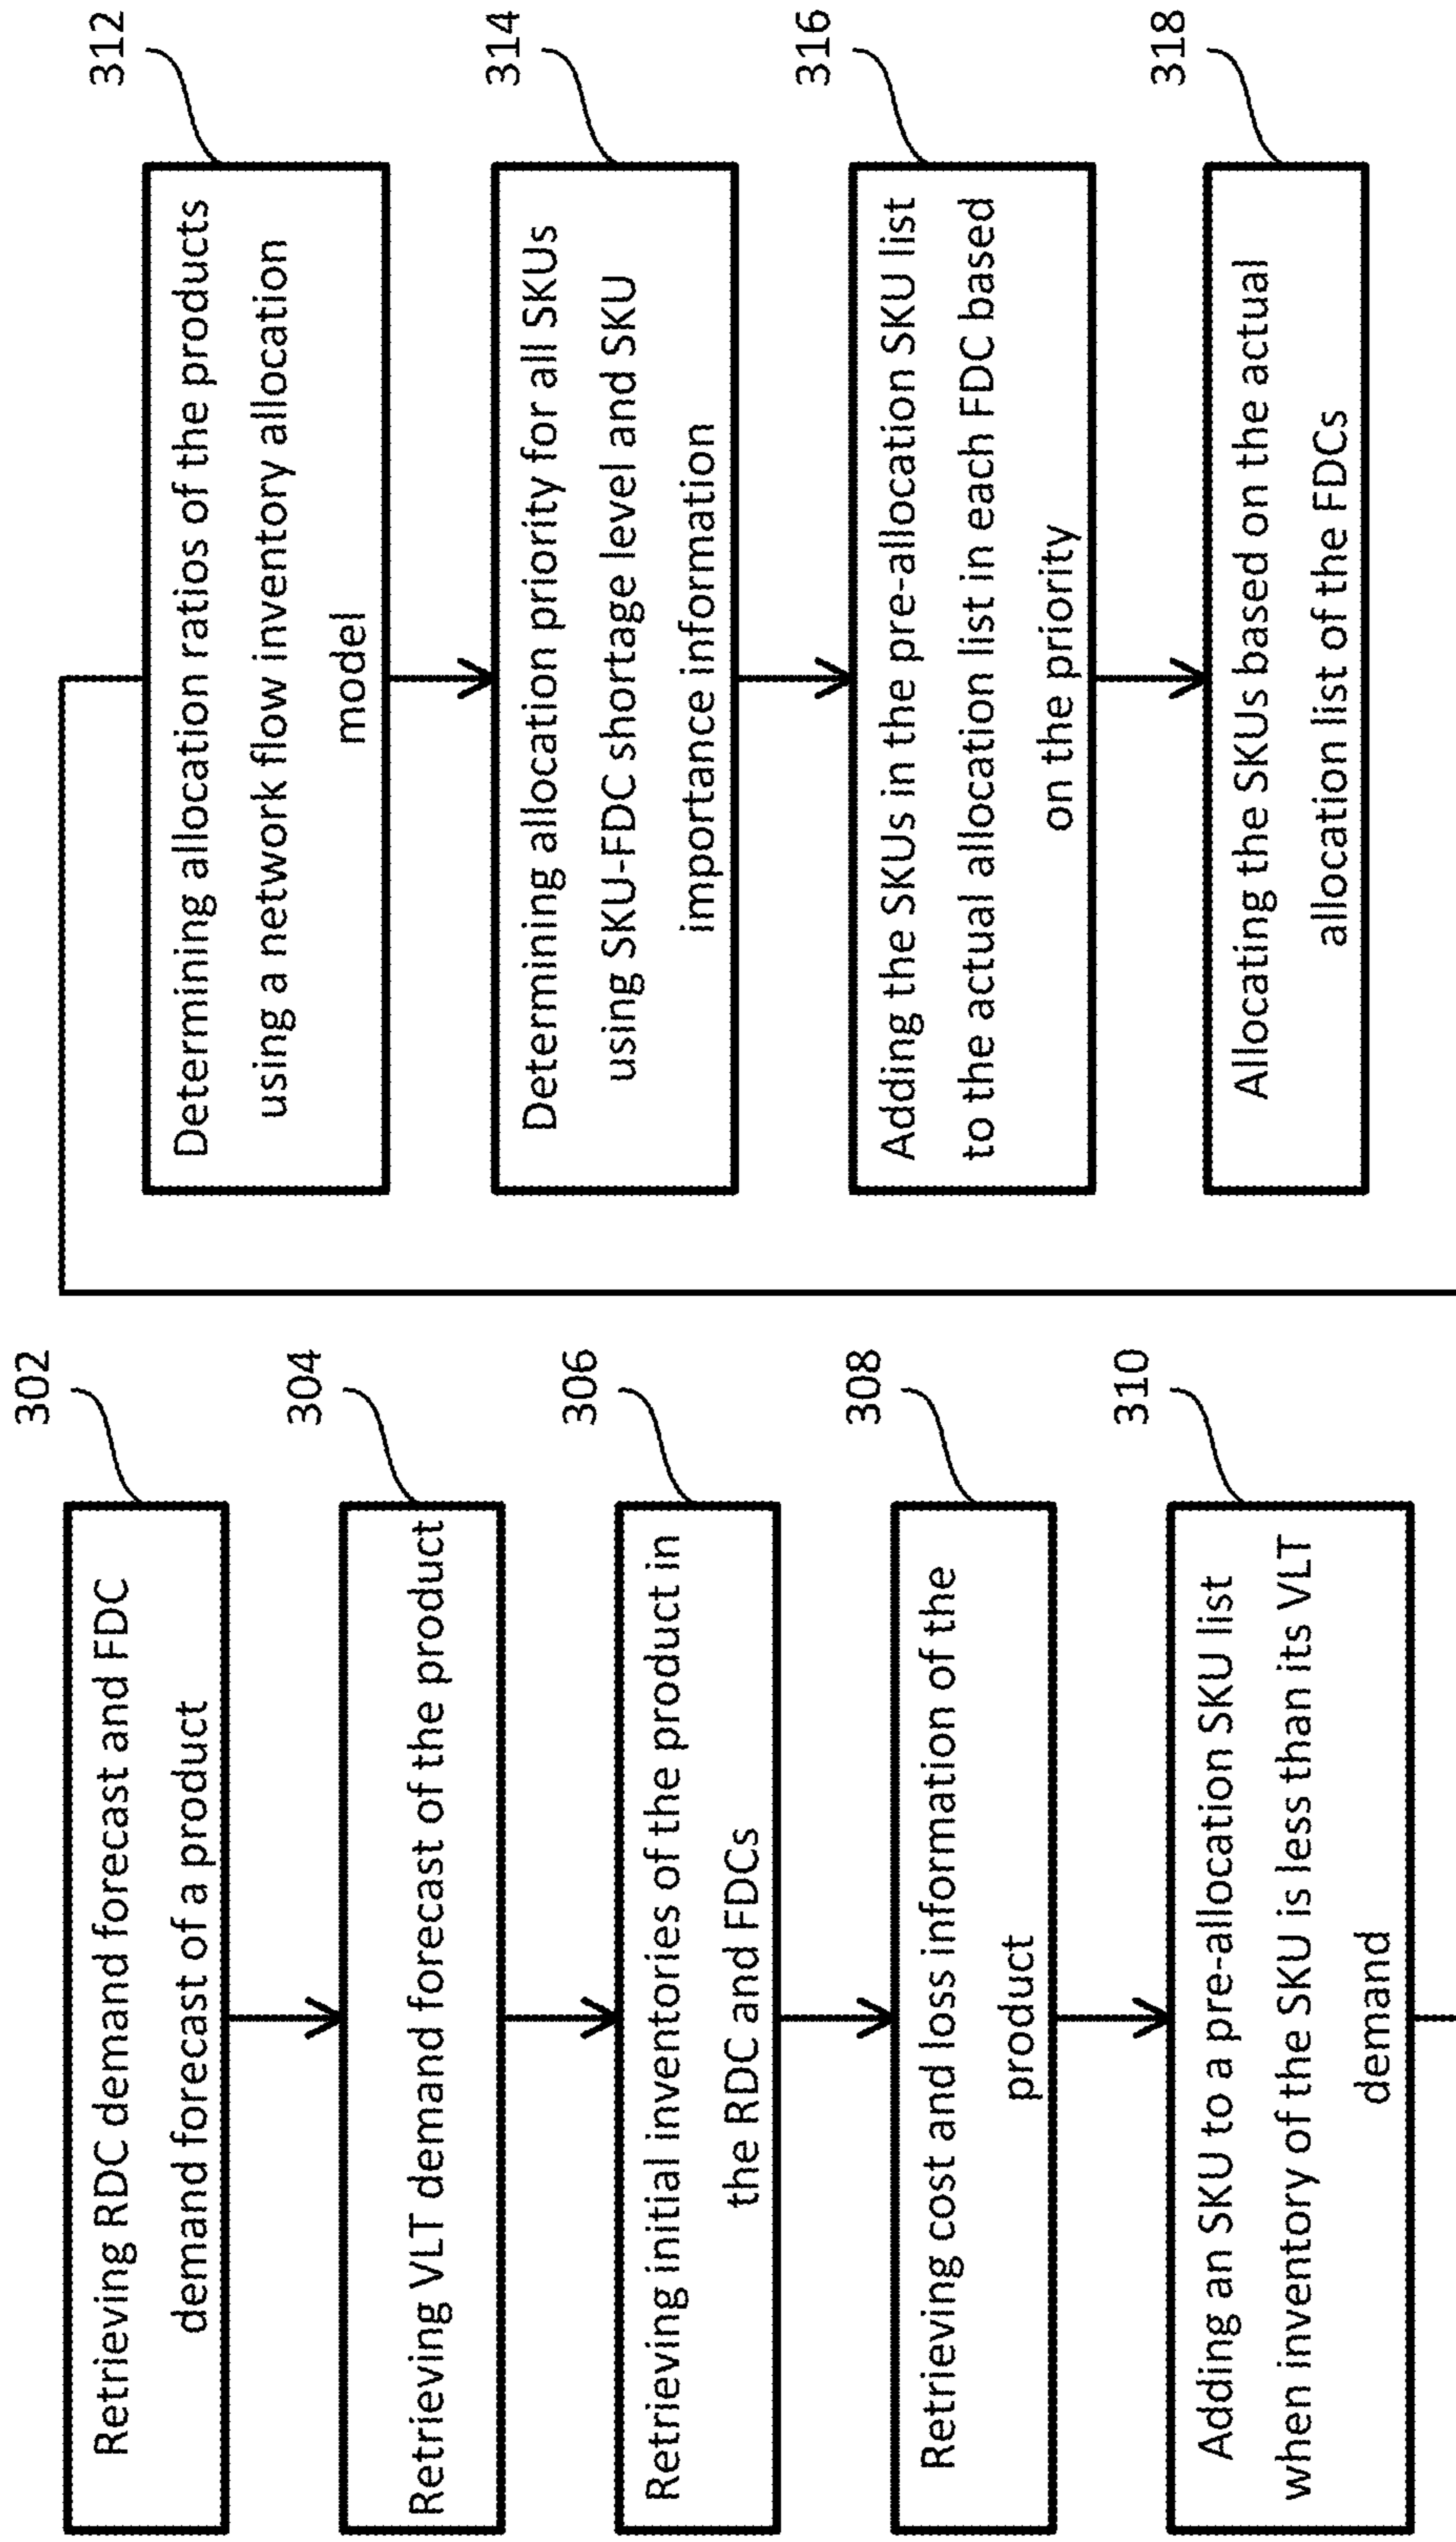 302
Retrieving RDC demand forecast and FDC
demand forecast of a product
304
Retrieving VLT demand forecast of the product
306
Retrieving initial inventories of the product in
the RDC and FDCs
308
Retrieving cost and loss information of the
product
310
Adding an SKU to a pre-allocation SKU list
when inventory of the SKU is less than its VLT
demand
312
Determining allocation ratios of the products
using a network flow inventory allocation
model
314
Determining allocation priority for all SKUs
using SKU-FDC shortage level and SKU
importance information
316
Adding the SKUs in the pre-allocation SKU list
to the actual allocation list in each FDC based
on the priority
318
Allocating the SKUs based on the actual
allocation list of the FDCs